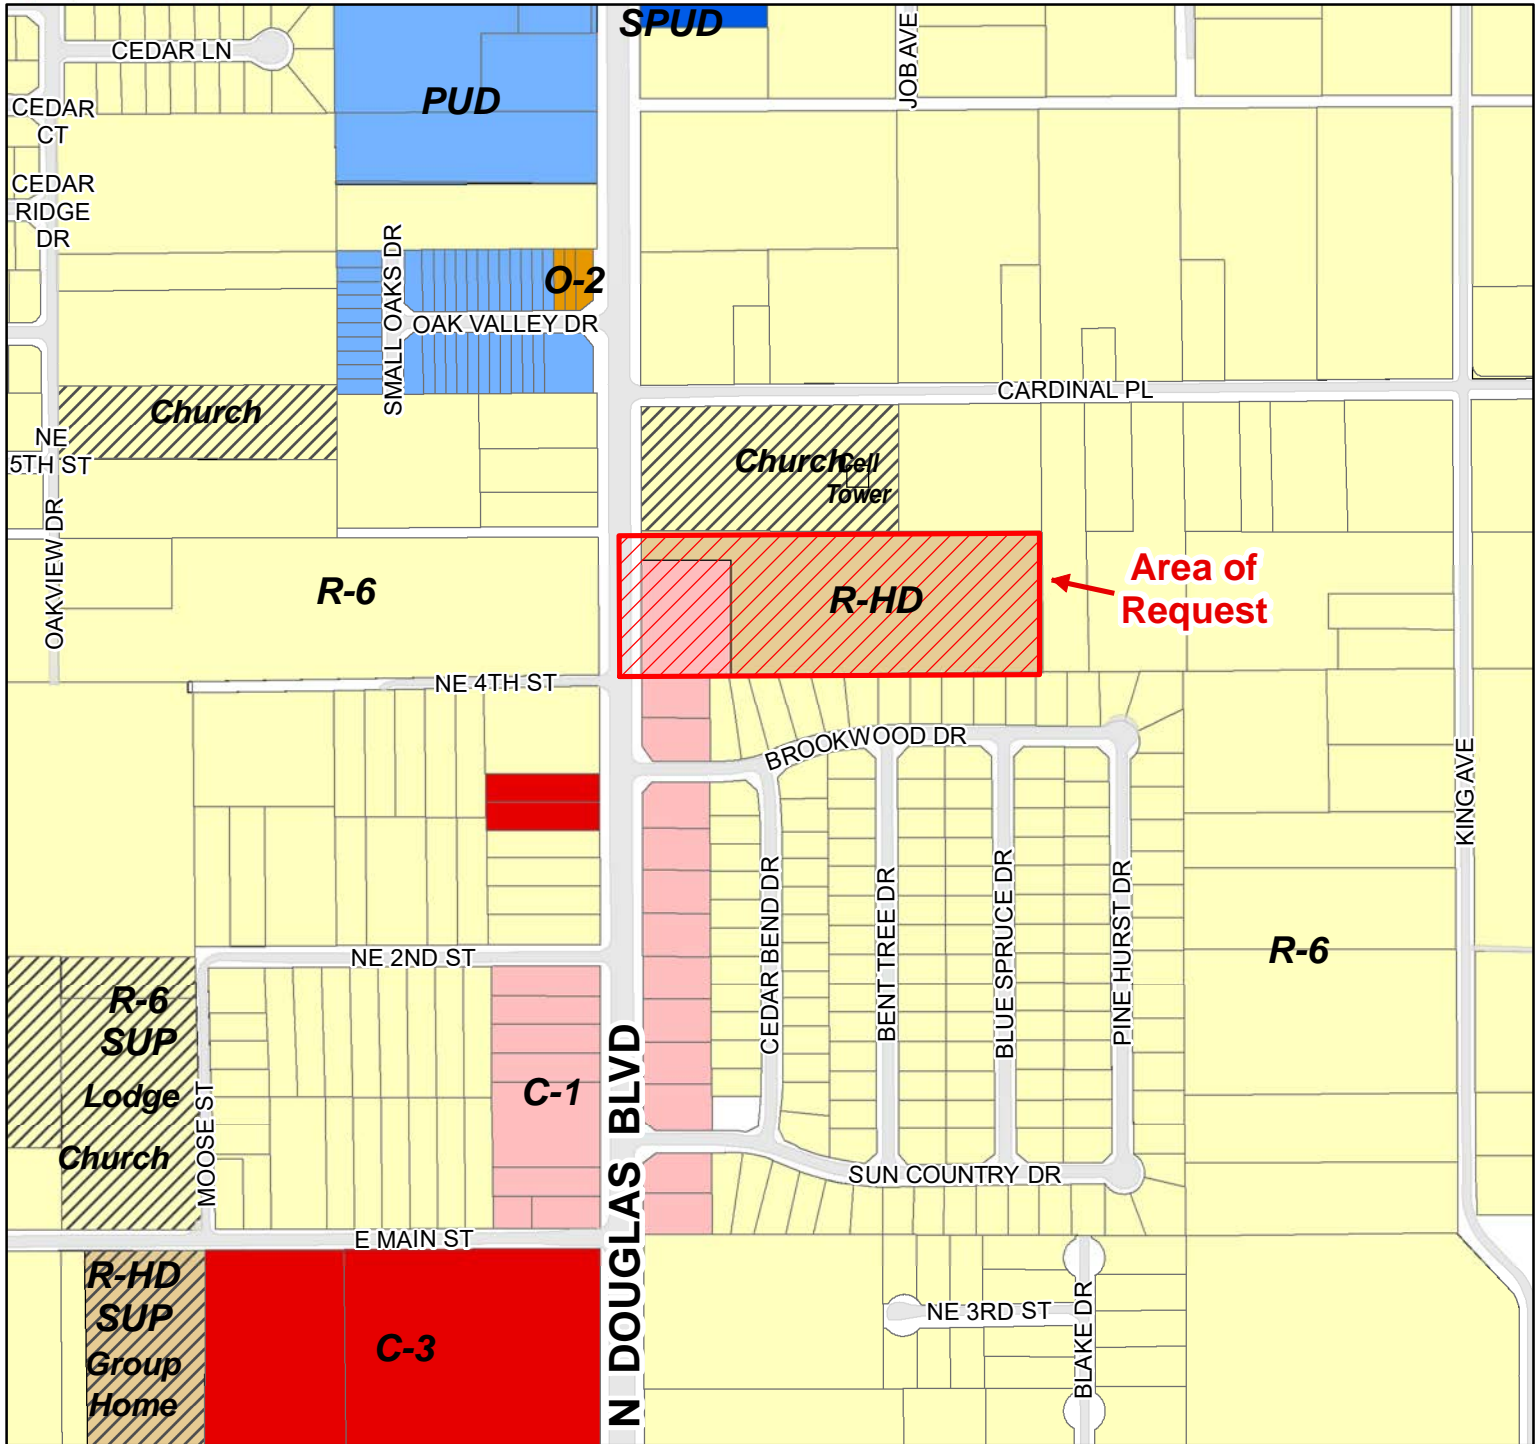 SPUD
CEDAR LN
JOB AVE
PUD
CEDAR
CT
CEDAR
RIDGE
DR
SMALL OAKS DR
O-2
OAK VALLEY DR
CARDINAL PL
Church
NE
5TH ST
Church
Cell
Tower
OAKVIEW DR
R-6
R-HD
Area of
Request
NE 4TH ST
BROOKWOOD DR
KING AVE
CEDAR BEND DR
BENT TREE DR
BLUE SPRUCE DR
PINE HURST DR
NE 2ND ST
R-6
R-6
SUP
Lodge
Church
MOOSE ST
C-1
N DOUGLAS BLVD
SUN COUNTRY DR
E MAIN ST
R-HD
SUP
Group
Home
C-3
NE 3RD ST
BLAKE DR